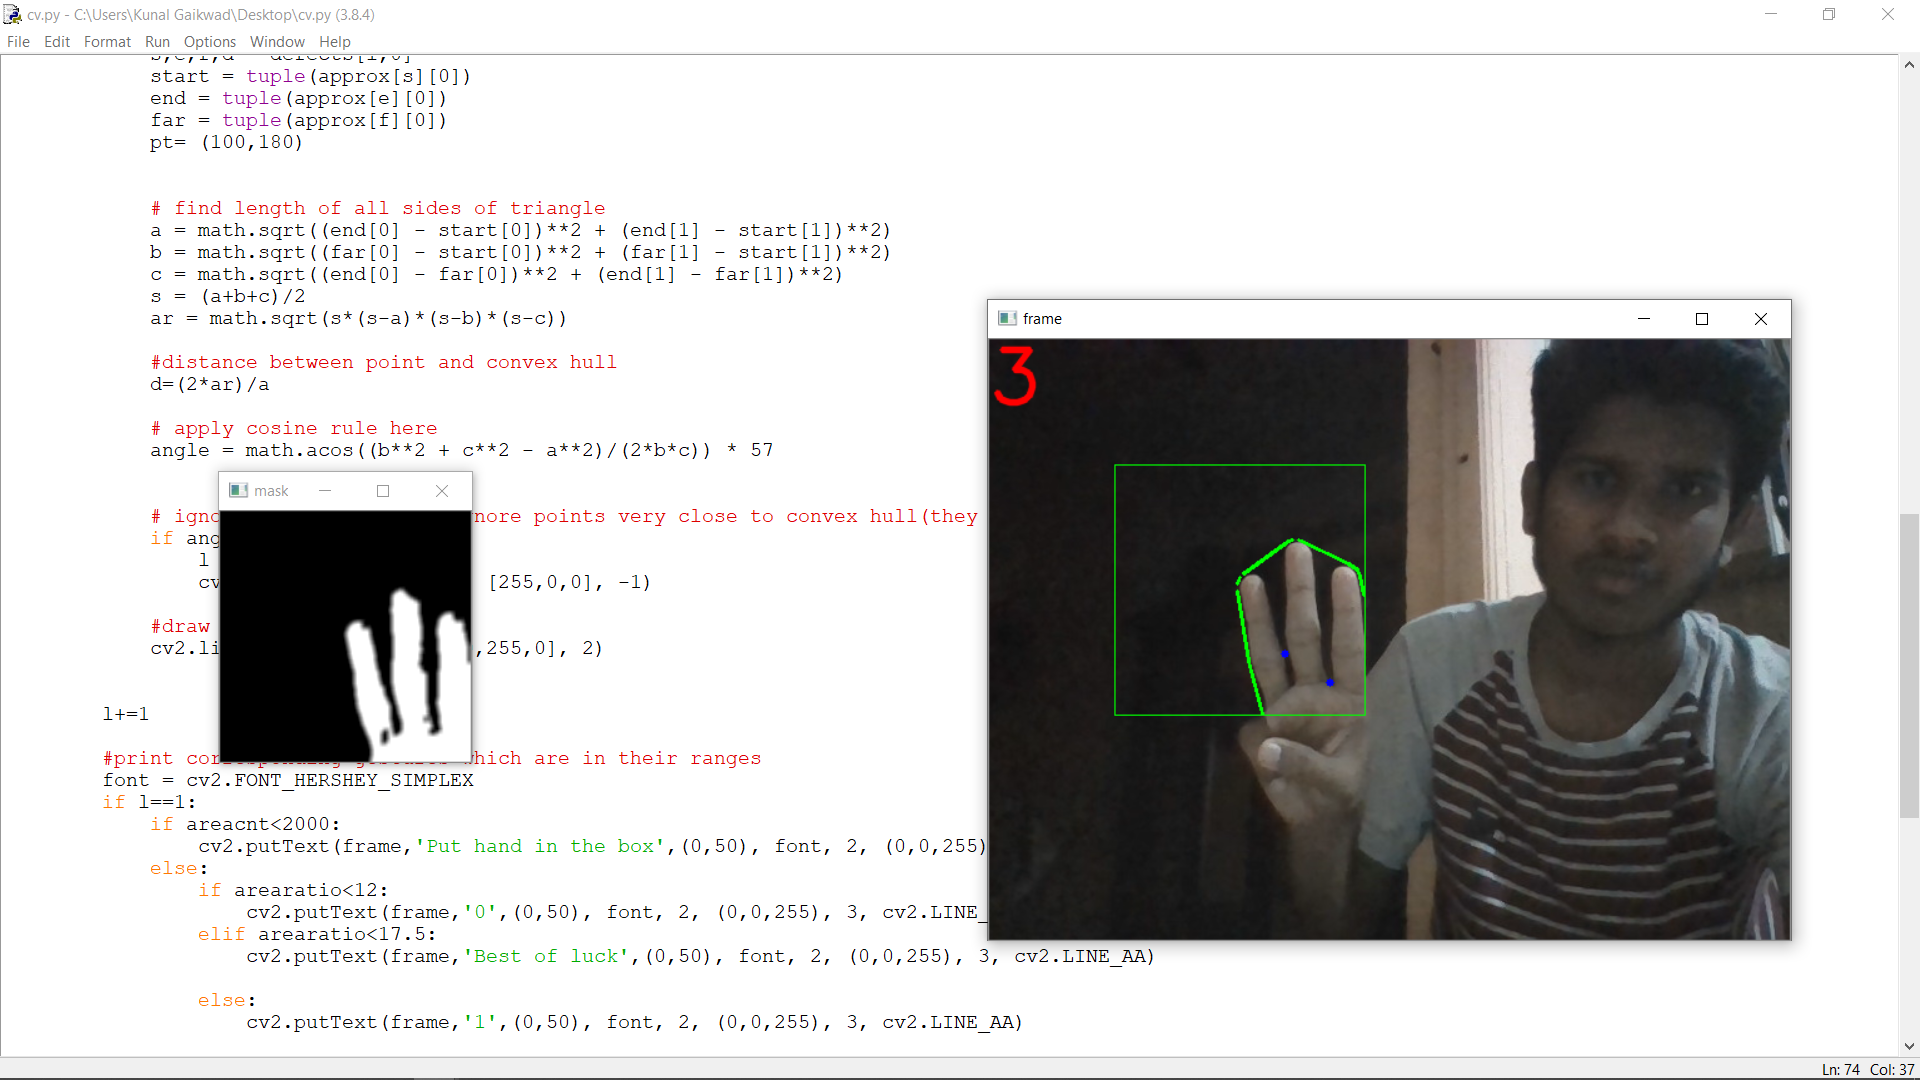 cv.py - C:\Users\Kunal Gaikwad\Desktop\cv.py (3.8.4)
File Edit Format Run Options Window Help
start = tuple(approx[s][0])
end = tuple(approx[e][0])
far = tuple(approx[f][0])
pt= (100,180)
# find length of all sides of triangle
a = math.sqrt((end[0] - start[0])**2 + (end[1] - start[1])**2)
b = math.sqrt((far[0] - start[0])**2 + (far[1] - start[1])**2)
c = math.sqrt((end[0] - far[0])**2 + (end[1] - far[1])**2)
s = (a+b+c)/2
ar = math.sqrt(s*(s-a)*(s-b)*(s-c))
#distance between point and convex hull
d=(2*ar)/a
# apply cosine rule here
angle = math.acos((b**2 + c**2 - a**2)/(2*b*c)) * 57
# igno
nore points very close to convex hull(they
if ang
l
cv
[255,0,0], -1)
#draw
cv2.li
,255,0], 2)
l+=1
#print
which are in their ranges
font = cv2.FONT_HERSHEY_SIMPLEX
if l==1:
if areacnt<2000:
cv2.putText(frame,'Put hand in the box',(0,50), font, 2, (0,0,255)
else:
if arearatio<12:
cv2.putText(frame,'0',(0,50), font, 2, (0,0,255), 3, cv2.LINE_
elif arearatio<17.5:
cv2.putText(frame,'Best of luck',(0,50), font, 2, (0,0,255), 3, cv2.LINE_AA)
else:
cv2.putText(frame,'1',(0,50), font, 2, (0,0,255), 3, cv2.LINE_AA)
mask
frame
3
Ln: 74 Col: 37